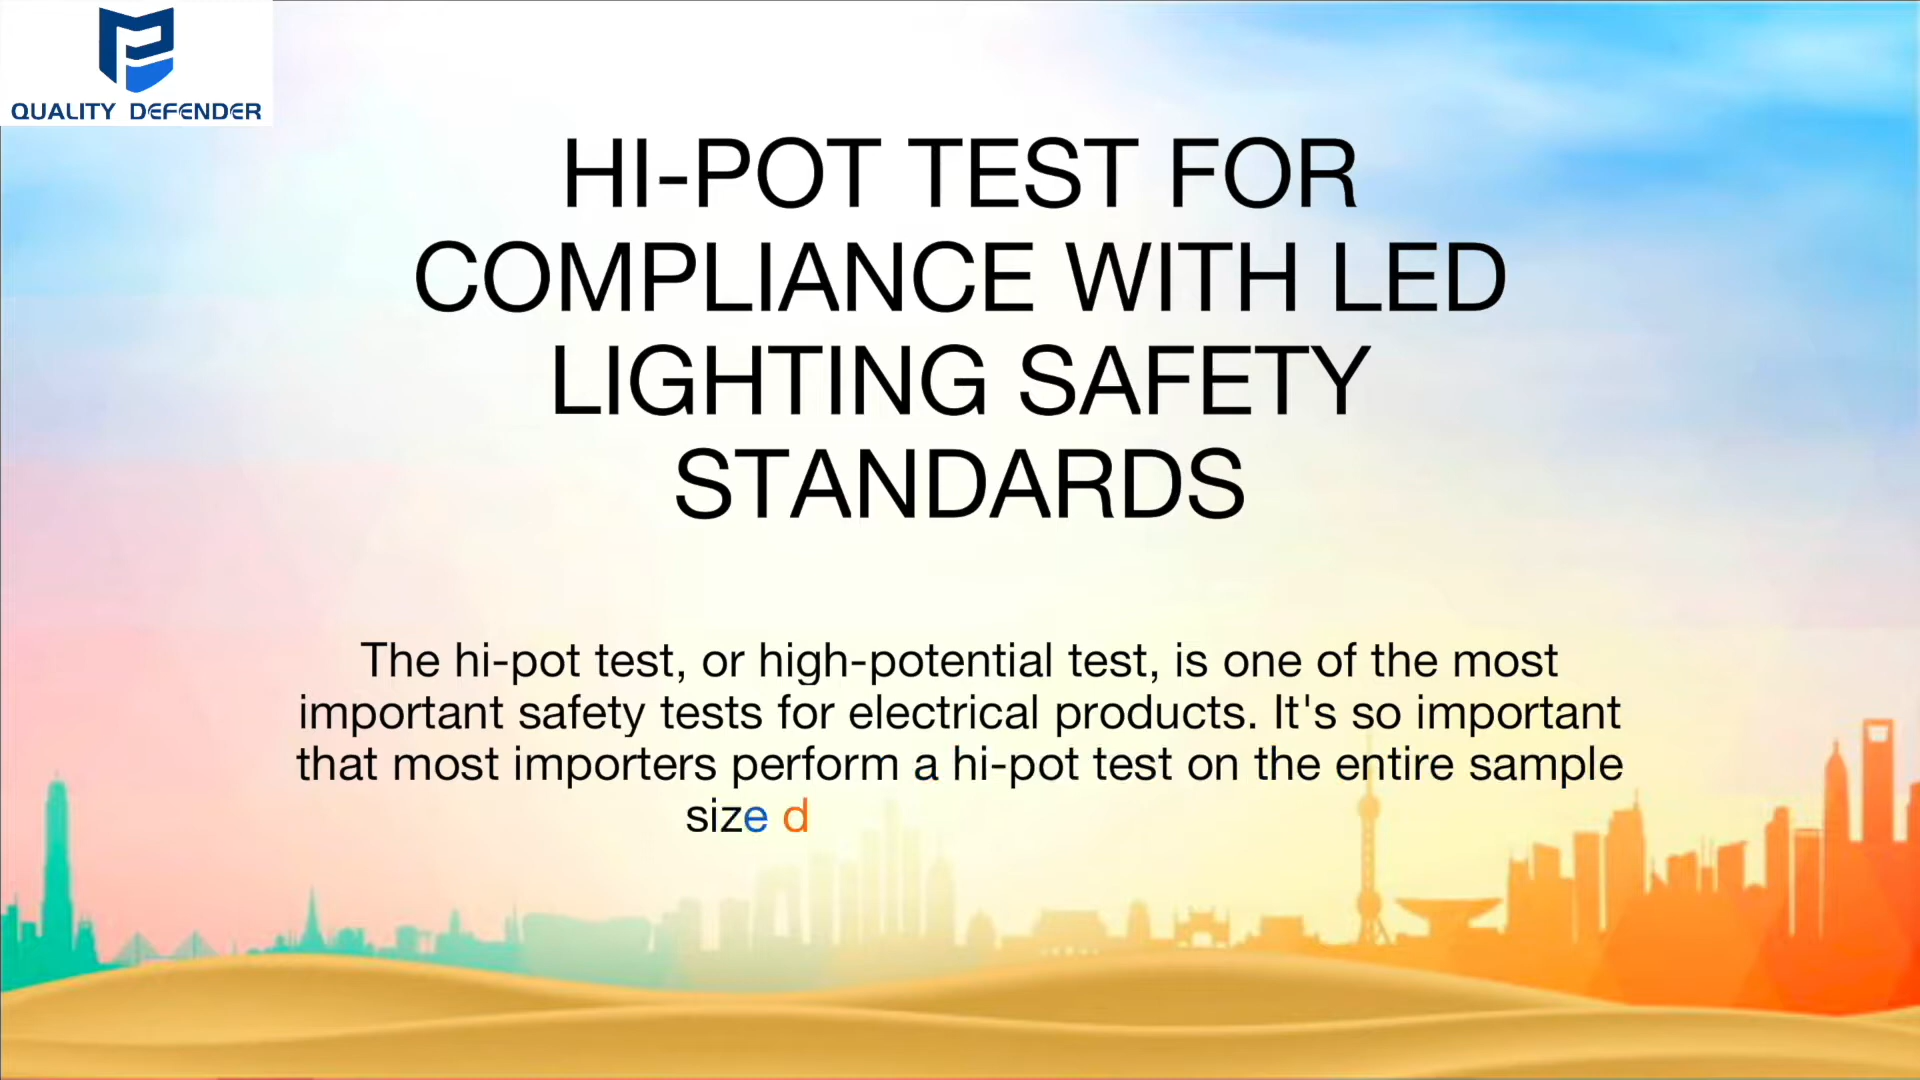 QUALITY DEFENDER
HI-POT TEST FOR
COMPLIANCE WITH LED
LIGHTING SAFETY
STANDARDS
The hi-pot test, or high-potential test, is one of the most
important safety tests for electrical products. It's so important
that most importers perform a hi-pot test on the entire sample
size d